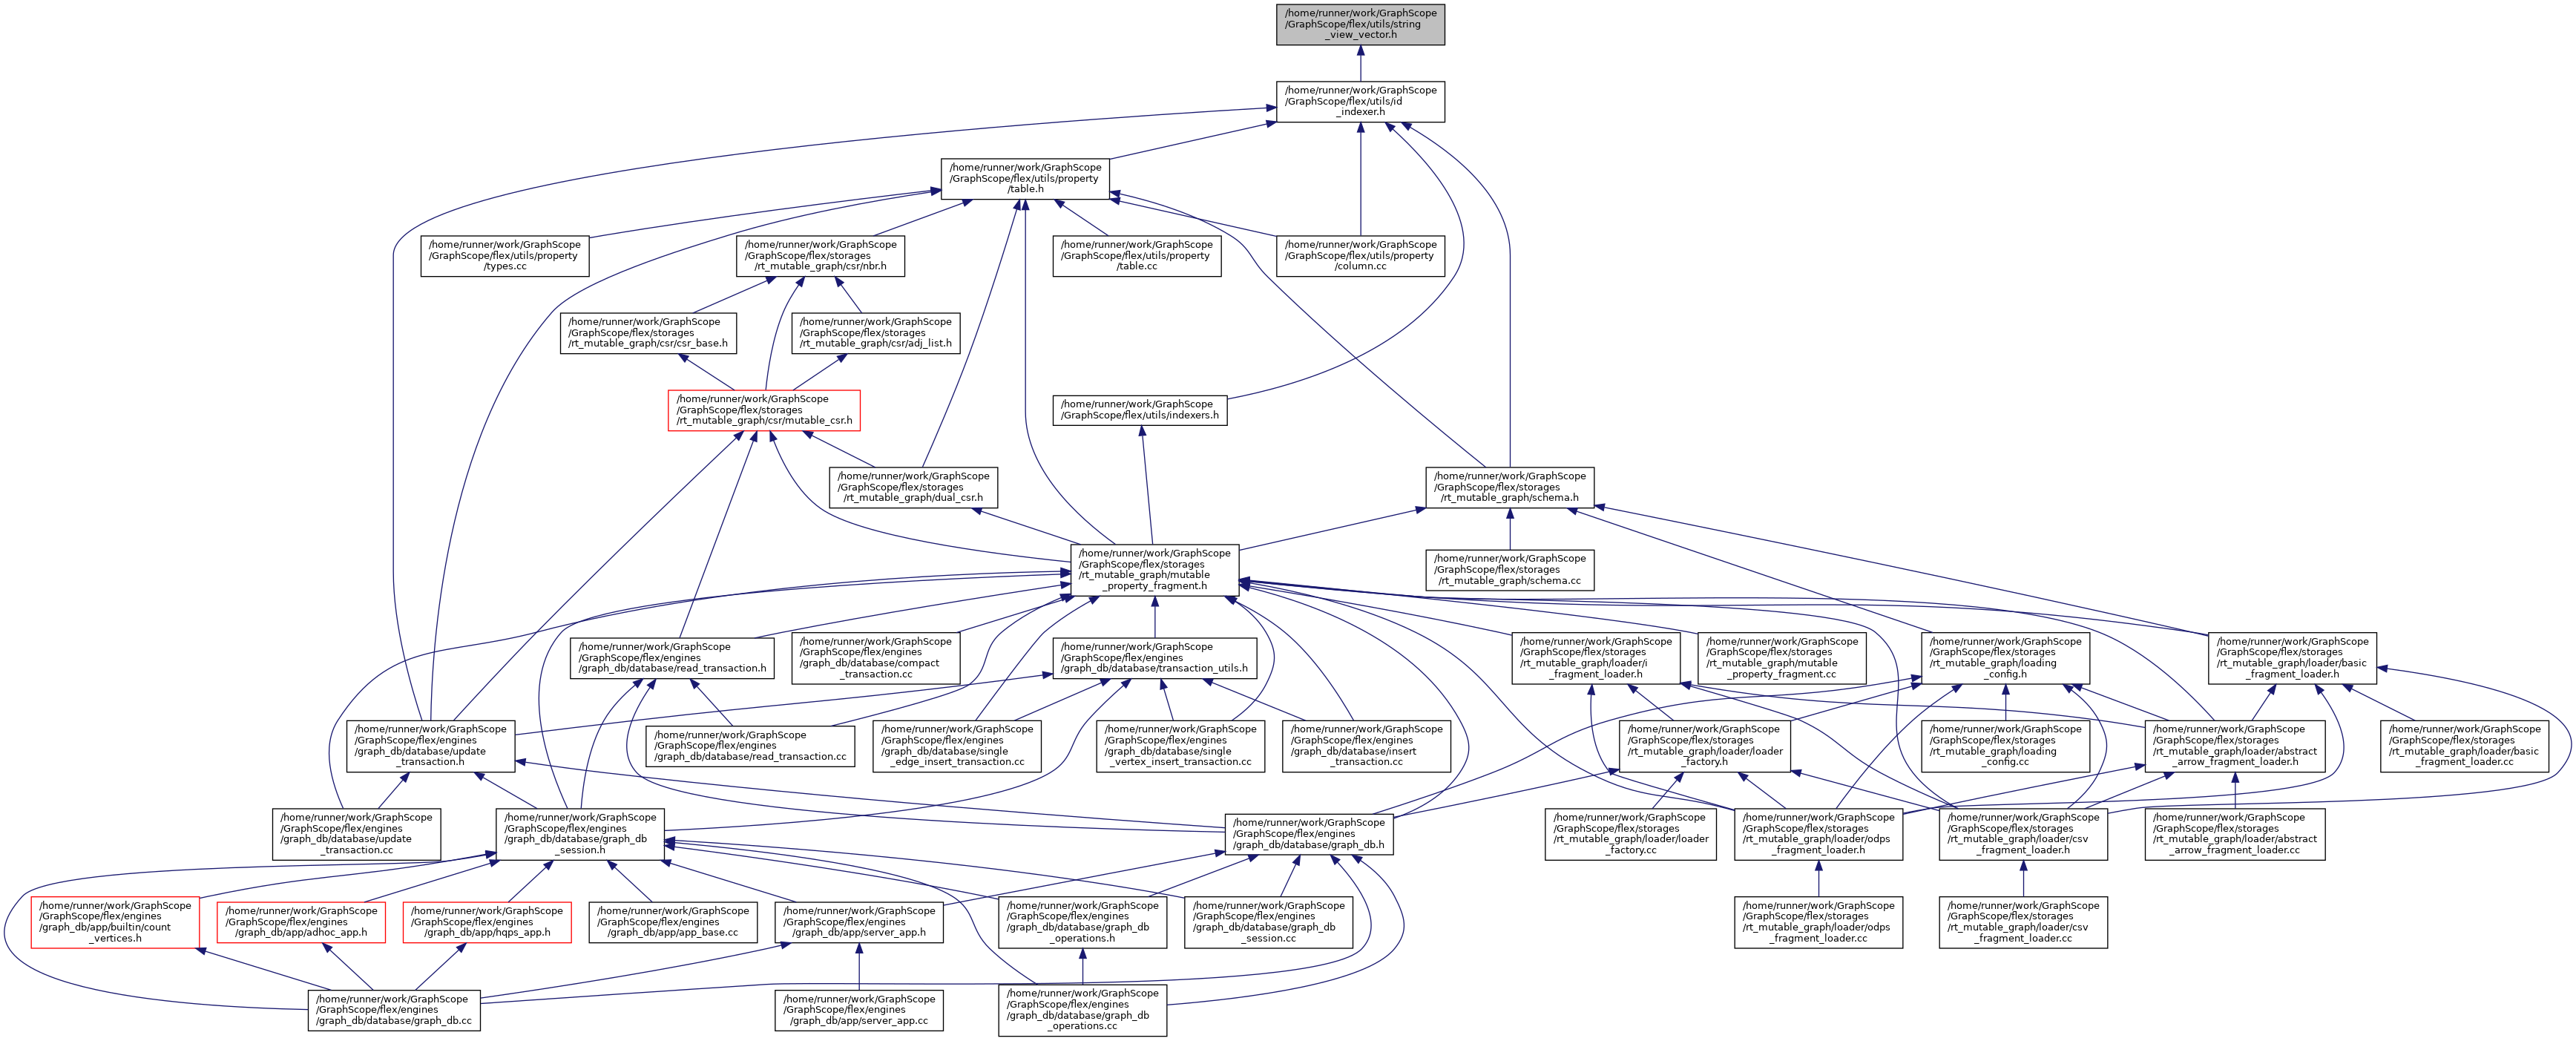 /home/runner/work/GraphScope
/GraphScope/flex/utils/string
_view_vector.h
/home/runner/work/GraphScope
/GraphScope/flex/utils/id
_indexer.h
/home/runner/work/GraphScope
/GraphScope/flex/utils/property
/table.h
/home/runner/work/GraphScope
/GraphScope/flex/utils/property
/types.cc
/home/runner/work/GraphScope
/GraphScope/flex/storages
/rt_mutable_graph/csr/nbr.h
/home/runner/work/GraphScope
/GraphScope/flex/utils/property
/table.cc
/home/runner/work/GraphScope
/GraphScope/flex/utils/property
/column.cc
/home/runner/work/GraphScope
/GraphScope/flex/storages
/rt_mutable_graph/csr/csr_base.h
/home/runner/work/GraphScope
/GraphScope/flex/storages
/rt_mutable_graph/csr/adj_list.h
/home/runner/work/GraphScope
/GraphScope/flex/storages
/rt_mutable_graph/csr/mutable_csr.h
/home/runner/work/GraphScope
/GraphScope/flex/utils/indexers.h
/home/runner/work/GraphScope
/GraphScope/flex/storages
/rt_mutable_graph/dual_csr.h
/home/runner/work/GraphScope
/GraphScope/flex/storages
/rt_mutable_graph/schema.h
/home/runner/work/GraphScope
/GraphScope/flex/storages
/rt_mutable_graph/mutable
_property_fragment.h
/home/runner/work/GraphScope
/GraphScope/flex/storages
/rt_mutable_graph/schema.cc
/home/runner/work/GraphScope
/GraphScope/flex/engines
/graph_db/database/read_transaction.h
/home/runner/work/GraphScope
/GraphScope/flex/engines
/graph_db/database/compact
_transaction.cc
/home/runner/work/GraphScope
/GraphScope/flex/engines
/graph_db/database/transaction_utils.h
/home/runner/work/GraphScope
/GraphScope/flex/storages
/rt_mutable_graph/loader/i
_fragment_loader.h
/home/runner/work/GraphScope
/GraphScope/flex/storages
/rt_mutable_graph/mutable
_property_fragment.cc
/home/runner/work/GraphScope
/GraphScope/flex/storages
/rt_mutable_graph/loading
_config.h
/home/runner/work/GraphScope
/GraphScope/flex/storages
/rt_mutable_graph/loader/basic
_fragment_loader.h
/home/runner/work/GraphScope
/GraphScope/flex/engines
/graph_db/database/update
_transaction.h
/home/runner/work/GraphScope
/GraphScope/flex/engines
/graph_db/database/read_transaction.cc
/home/runner/work/GraphScope
/GraphScope/flex/engines
/graph_db/database/single
_edge_insert_transaction.cc
/home/runner/work/GraphScope
/GraphScope/flex/engines
/graph_db/database/single
_vertex_insert_transaction.cc
/home/runner/work/GraphScope
/GraphScope/flex/engines
/graph_db/database/insert
_transaction.cc
/home/runner/work/GraphScope
/GraphScope/flex/storages
/rt_mutable_graph/loader/loader
_factory.h
/home/runner/work/GraphScope
/GraphScope/flex/storages
/rt_mutable_graph/loading
_config.cc
/home/runner/work/GraphScope
/GraphScope/flex/storages
/rt_mutable_graph/loader/abstract
_arrow_fragment_loader.h
/home/runner/work/GraphScope
/GraphScope/flex/storages
/rt_mutable_graph/loader/basic
_fragment_loader.cc
/home/runner/work/GraphScope
/GraphScope/flex/engines
/graph_db/database/update
_transaction.cc
/home/runner/work/GraphScope
/GraphScope/flex/engines
/graph_db/database/graph_db
_session.h
/home/runner/work/GraphScope
/GraphScope/flex/engines
/graph_db/database/graph_db.h
/home/runner/work/GraphScope
/GraphScope/flex/storages
/rt_mutable_graph/loader/loader
_factory.cc
/home/runner/work/GraphScope
/GraphScope/flex/storages
/rt_mutable_graph/loader/odps
_fragment_loader.h
/home/runner/work/GraphScope
/GraphScope/flex/storages
/rt_mutable_graph/loader/csv
_fragment_loader.h
/home/runner/work/GraphScope
/GraphScope/flex/storages
/rt_mutable_graph/loader/abstract
_arrow_fragment_loader.cc
/home/runner/work/GraphScope
/GraphScope/flex/engines
/graph_db/app/builtin/count
_vertices.h
/home/runner/work/GraphScope
/GraphScope/flex/engines
/graph_db/app/adhoc_app.h
/home/runner/work/GraphScope
/GraphScope/flex/engines
/graph_db/app/hqps_app.h
/home/runner/work/GraphScope
/GraphScope/flex/engines
/graph_db/app/app_base.cc
/home/runner/work/GraphScope
/GraphScope/flex/engines
/graph_db/app/server_app.h
/home/runner/work/GraphScope
/GraphScope/flex/engines
/graph_db/database/graph_db
_operations.h
/home/runner/work/GraphScope
/GraphScope/flex/engines
/graph_db/database/graph_db
_session.cc
/home/runner/work/GraphScope
/GraphScope/flex/storages
/rt_mutable_graph/loader/odps
_fragment_loader.cc
/home/runner/work/GraphScope
/GraphScope/flex/storages
/rt_mutable_graph/loader/csv
_fragment_loader.cc
/home/runner/work/GraphScope
/GraphScope/flex/engines
/graph_db/database/graph_db.cc
/home/runner/work/GraphScope
/GraphScope/flex/engines
/graph_db/app/server_app.cc
/home/runner/work/GraphScope
/GraphScope/flex/engines
/graph_db/database/graph_db
_operations.cc